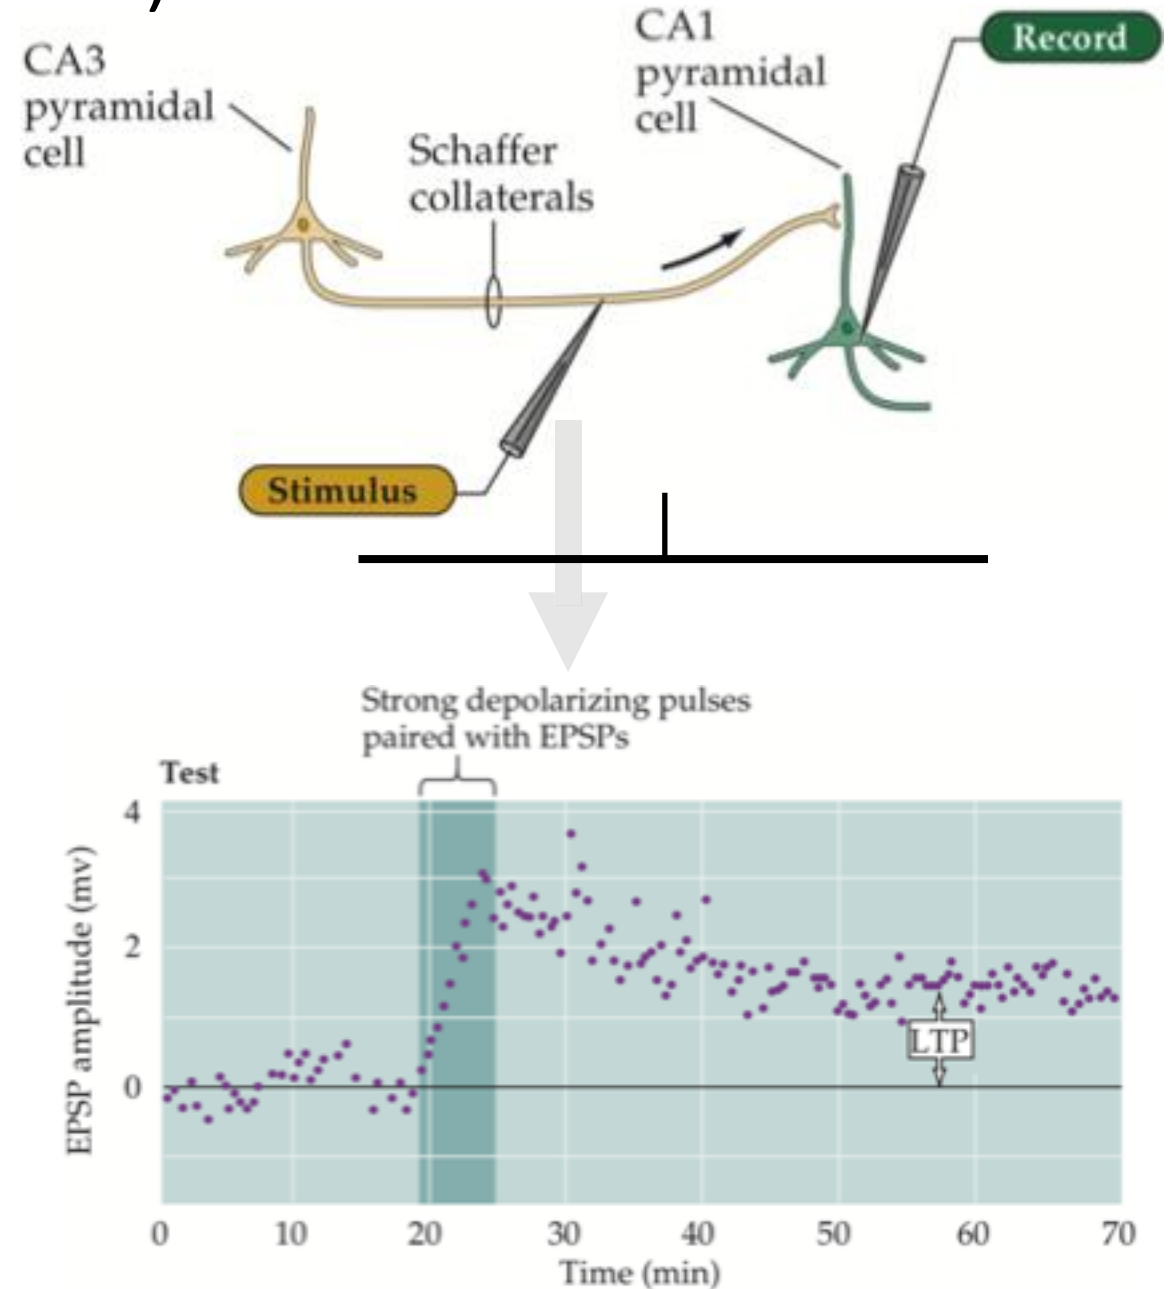 CA3
pyramidal
cell
Schaffer
collaterals
CA1
pyramidal
cell
Record
Stimulus
Strong depolarizing pulses
paired with EPSPs
Test
EPSP amplitude (mv)
4
2
0
LTP
0 10 20 30 40 50 60 70
Time (min)